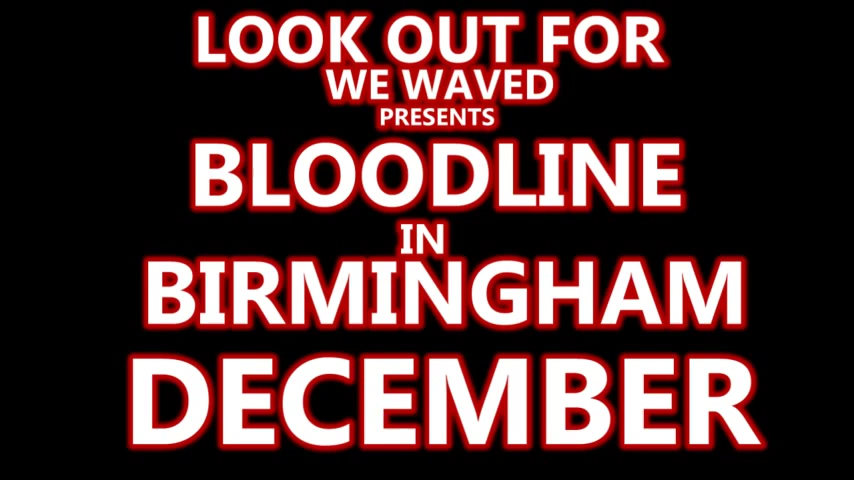 LOOK OUT FOR
WE WAVED
PRESENTS
BLOODLINE
IN
BIRMINGHAM
DECEMBER